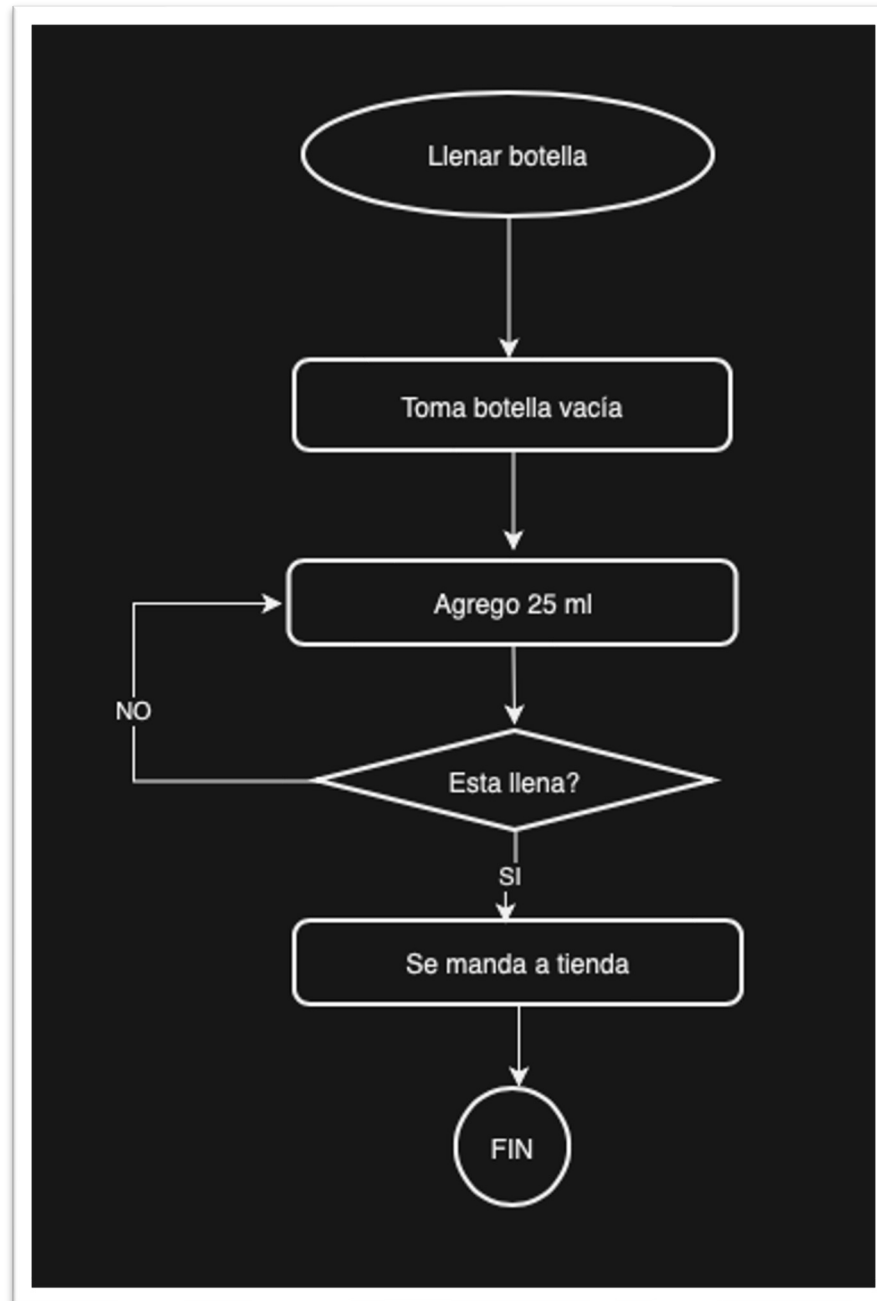 Llenar botella
Toma botella vacía
Agrego 25 ml
NO
Esta llena?
SI
Se manda a tienda
FIN